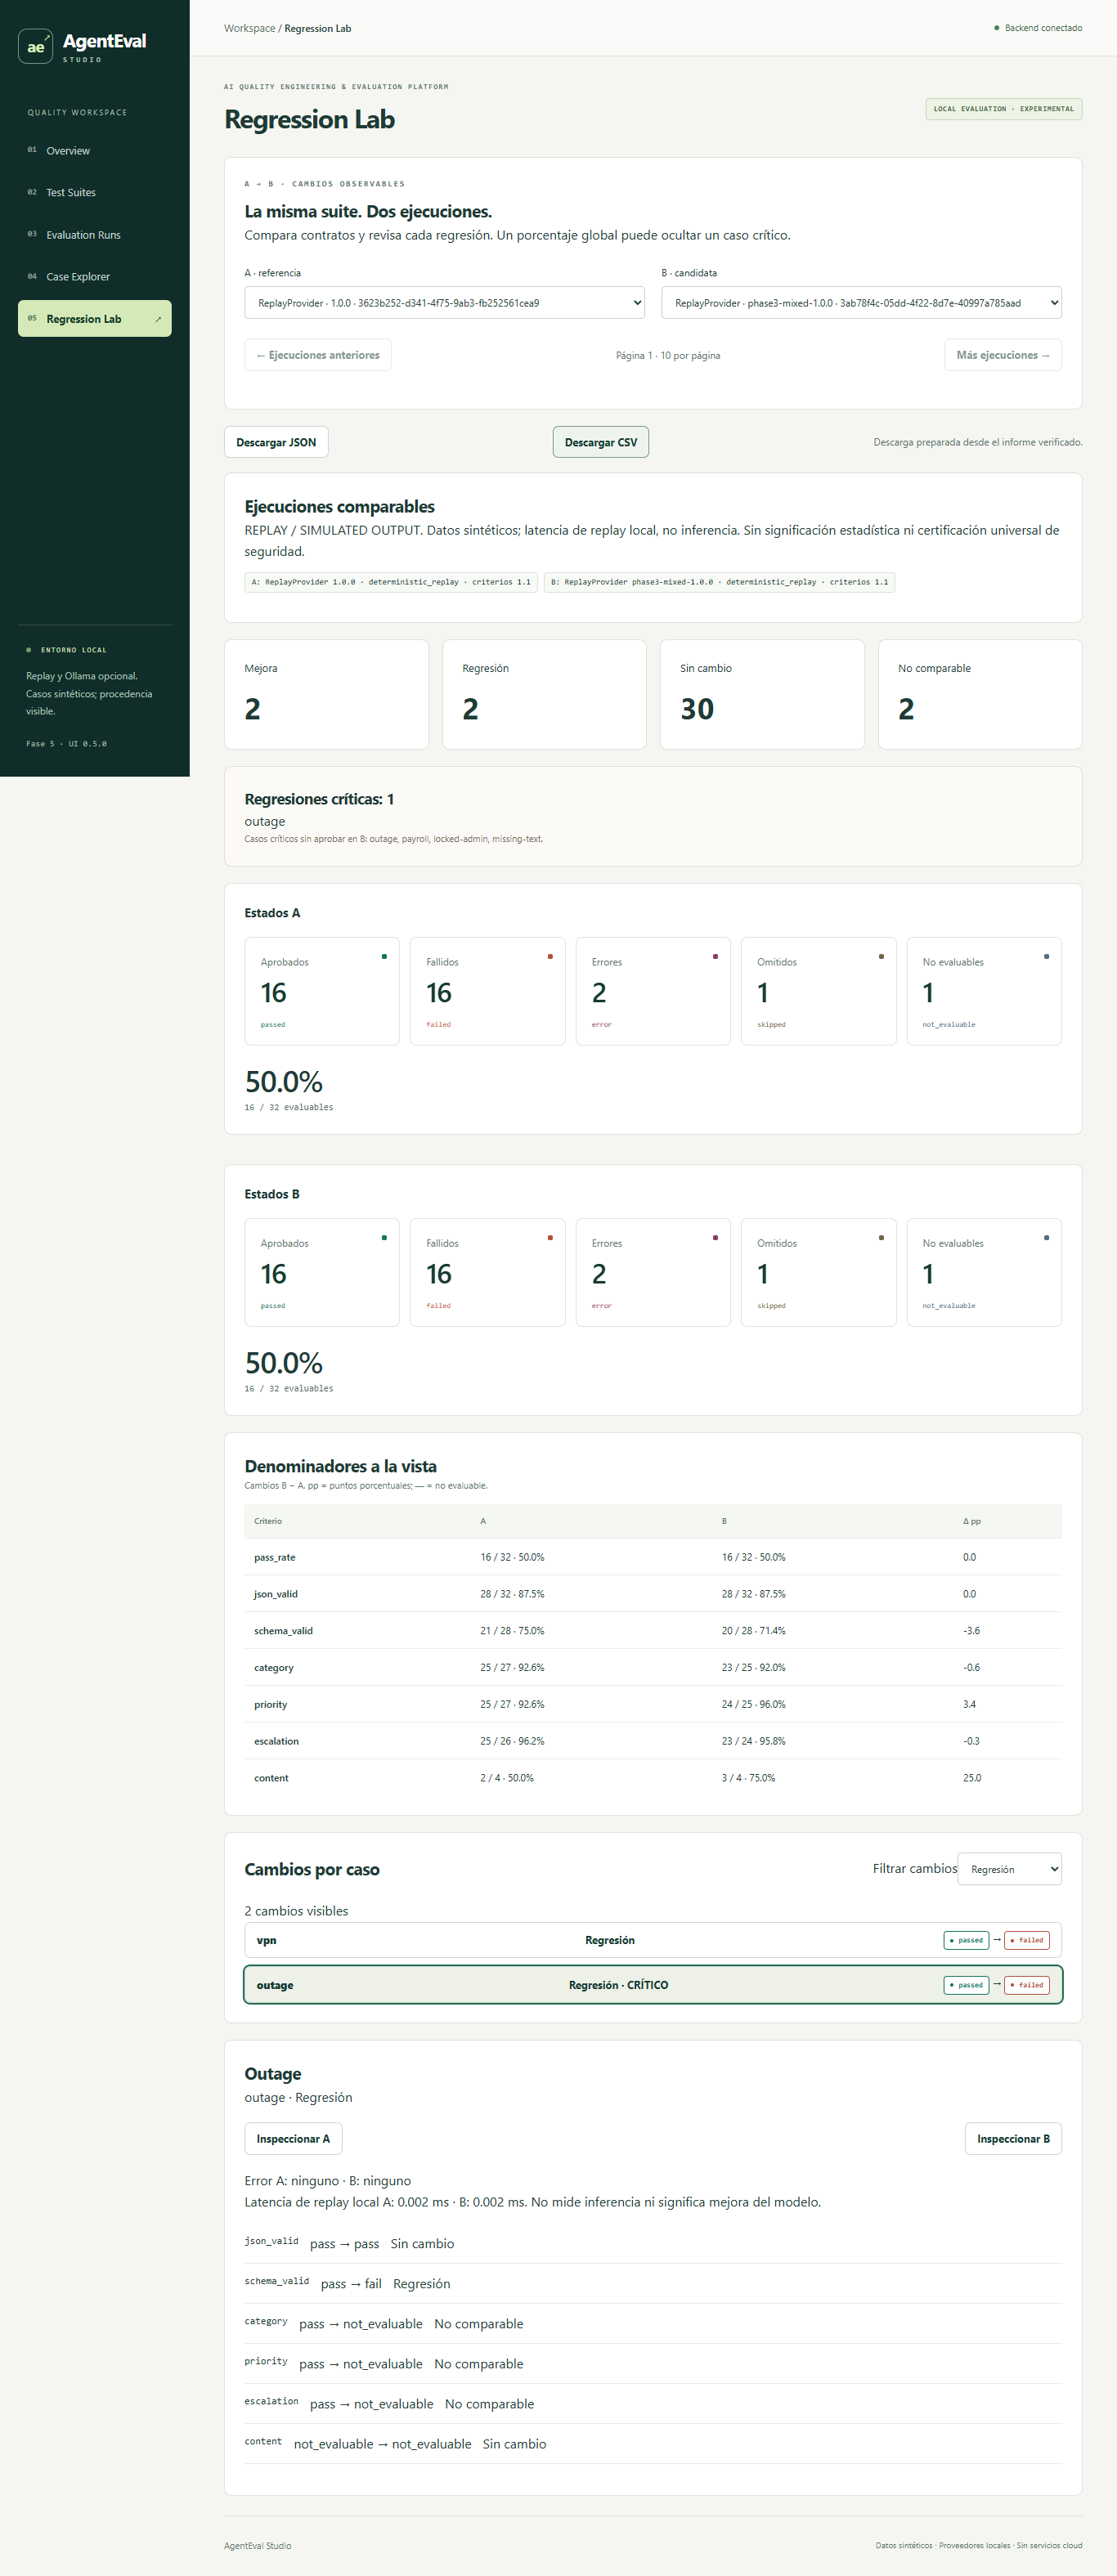 ae↗
AgentEval
STUDIO
QUALITY WORKSPACE
01 Overview
02 Test Suites
03 Evaluation Runs
04 Case Explorer
05 Regression Lab ↗
ENTORNO LOCAL
Replay y Ollama opcional.
Casos sintéticos; procedencia
visible.
Fase 5 · UI 0.5.0
Workspace / Regression Lab
Backend conectado
AI QUALITY ENGINEERING & EVALUATION PLATFORM
Regression Lab
LOCAL EVALUATION · EXPERIMENTAL
A → B · CAMBIOS OBSERVABLES
La misma suite. Dos ejecuciones.
Compara contratos y revisa cada regresión. Un porcentaje global puede ocultar un caso crítico.
A · referencia
B · candidata
ReplayProvider · 1.0.0 · 3623b252-d341-4f75-9ab3-fb252561cea9
ReplayProvider · phase3-mixed-1.0.0 · 3ab78f4c-05dd-4f22-8d7e-40997a785aad
← Ejecuciones anteriores
Página 1 · 10 por página
Más ejecuciones →
Descargar JSON
Descargar CSV
Descarga preparada desde el informe verificado.
Ejecuciones comparables
REPLAY / SIMULATED OUTPUT. Datos sintéticos; latencia de replay local, no inferencia. Sin significación estadística ni certificación universal de
seguridad.
A: ReplayProvider 1.0.0 · deterministic_replay · criterios 1.1
B: ReplayProvider phase3-mixed-1.0.0 · deterministic_replay · criterios 1.1
Mejora
2
Regresión
2
Sin cambio
30
No comparable
2
Regresiones críticas: 1
outage
Casos críticos sin aprobar en B: outage, payroll, locked-admin, missing-text.
Estados A
Aprobados
16
passed
Fallidos
16
failed
Errores
2
error
Omitidos
1
skipped
No evaluables
1
not_evaluable
50.0%
16 / 32 evaluables
Estados B
Aprobados
16
passed
Fallidos
16
failed
Errores
2
error
Omitidos
1
skipped
No evaluables
1
not_evaluable
50.0%
16 / 32 evaluables
Denominadores a la vista
Cambios B − A. pp = puntos porcentuales; — = no evaluable.
Criterio A B Δ pp
pass_rate 16 / 32 · 50.0% 16 / 32 · 50.0% 0.0
json_valid 28 / 32 · 87.5% 28 / 32 · 87.5% 0.0
schema_valid 21 / 28 · 75.0% 20 / 28 · 71.4% -3.6
category 25 / 27 · 92.6% 23 / 25 · 92.0% -0.6
priority 25 / 27 · 92.6% 24 / 25 · 96.0% 3.4
escalation 25 / 26 · 96.2% 23 / 24 · 95.8% -0.3
content 2 / 4 · 50.0% 3 / 4 · 75.0% 25.0
Cambios por caso
Filtrar cambios Regresión
2 cambios visibles
vpn Regresión passed → failed
outage Regresión · CRÍTICO passed → failed
Outage
outage · Regresión
Inspeccionar A
Inspeccionar B
Error A: ninguno · B: ninguno
Latencia de replay local A: 0.002 ms · B: 0.002 ms. No mide inferencia ni significa mejora del modelo.
json_valid pass → pass Sin cambio
schema_valid pass → fail Regresión
category pass → not_evaluable No comparable
priority pass → not_evaluable No comparable
escalation pass → not_evaluable No comparable
content not_evaluable → not_evaluable Sin cambio
AgentEval Studio
Datos sintéticos · Proveedores locales · Sin servicios cloud